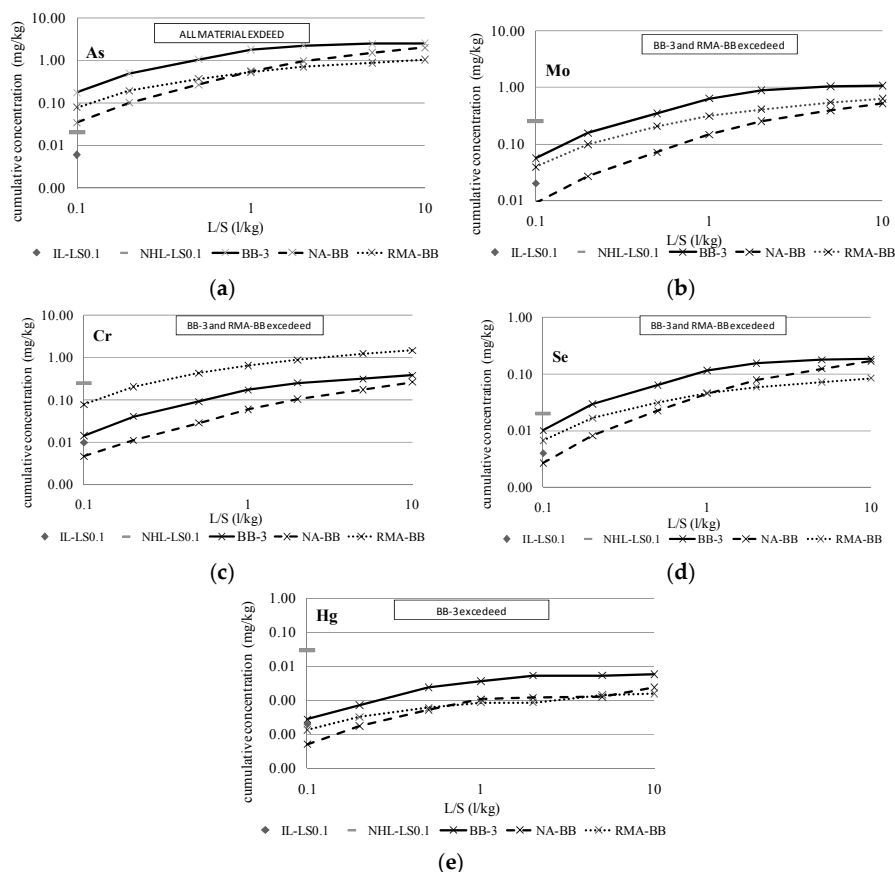 (a)
cumulative concentration (mg/kg)
As
ALL MATERIAL EXDEED
10.00
1.00
0.10
0.01
0.00
0.1 1 10
L/S (l/kg)
IL-LS0.1 NHL-LS0.1 BB-3 NA-BB RMA-BB
(a)
cumulative concentration (mg/kg)
BB-3 and RMA-BB excedeed
Mo
10.00
1.00
0.10
0.01
0.1 1 10
L/S (l/kg)
IL-LS0.1 NHL-LS0.1 BB-3 NA-BB RMA-BB
(b)
cumulative concentration (mg/kg)
Cr
BB-3 and RMA-BB excedeed
10.00
1.00
0.10
0.01
0.00
0.1 1 10
L/S (l/kg)
IL-LS0.1 NHL-LS0.1 BB-3 NA-BB RMA-BB
(c)
cumulative concentration (mg/kg)
BB-3 and RMA-BB excedeed
Se
1.00
0.10
0.01
0.00
0.1 1 10
L/S (l/kg)
IL-LS0.1 NHL-LS0.1 BB-3 NA-BB RMA-BB
(d)
cumulative concentration (mg/kg)
Hg
BB-3 excedeed
1.00
0.10
0.01
0.00
0.00
0.00
0.1 1 10
L/S (l/kg)
IL-LS0.1 NHL-LS0.1 BB-3 NA-BB RMA-BB
(e)